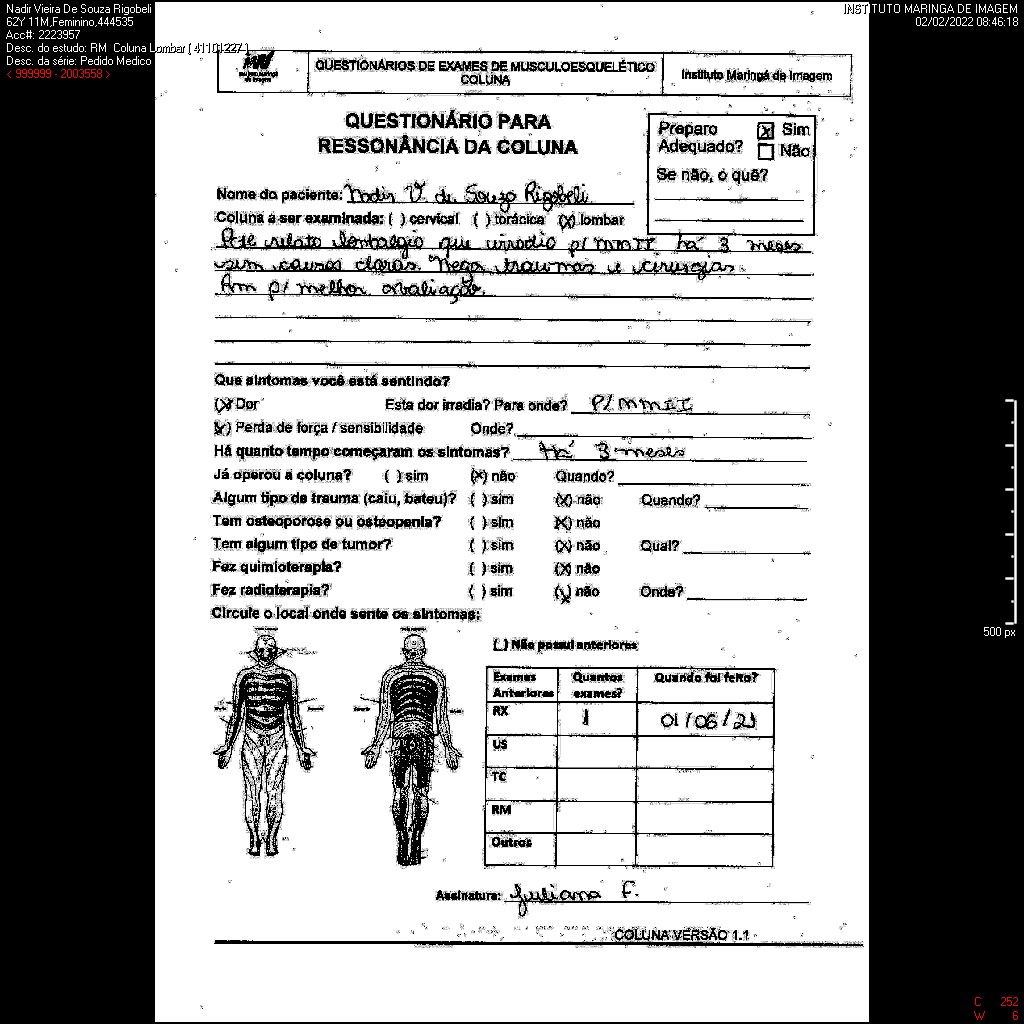 Nadir Vieira De Souza Rigobeli
62Y 11M,Feminino,444535
Acc#: 2223957
Desc. do estudo: RM Coluna Lombar ( 41101227 )
Desc. da série: Pedido Medico
< 999999 - 2003558 >
INSTITUTO MARINGA DE IMAGEM
02/02/2022 08:46:18
QUESTIONÁRIOS DE EXAMES DE MUSCULOESQUELÉTICO
COLUNA
Instituto Maringá de Imagem
QUESTIONÁRIO PARA
RESSONÂNCIA DA COLUNA
Preparo (X) Sim
Adequado? Não
Se não, o quê?
Nome do paciente: Nadir V. de Souza Rigobeli
Coluna a ser examinada: ( ) cervical ( ) torácica (X) lombar
relata lombalgia que irradia p/ MMII há 3 meses
sem causas claras. Nega traumas e cirurgias.
p/ melhor avaliação.
Que sintomas você está sentindo?
(X) Dor Esta dor irradia? Para onde? P/ MMII
(X) Perda de força / sensibilidade Onde?
Há quanto tempo começaram os sintomas? Há 3 meses
Já operou a coluna? ( ) sim (X) não Quando?
Algum tipo de trauma (caiu, bateu)? ( ) sim (X) não Quando?
Tem osteoporose ou osteopenia? ( ) sim (X) não
Tem algum tipo de tumor? ( ) sim (X) não Qual?
Fez quimioterapia? ( ) sim (X) não
Fez radioterapia? ( ) sim (X) não Onde?
Circule o local onde sente os sintomas:
( ) Não possui anteriores
Exames Anteriores Quantos exames? Quando foi feito?
RX 1 01/06/21
US
TC
RM
Outros
Assinatura: Juliana F.
COLUNA VERSÃO 1.1
500 px
C 252
W 6